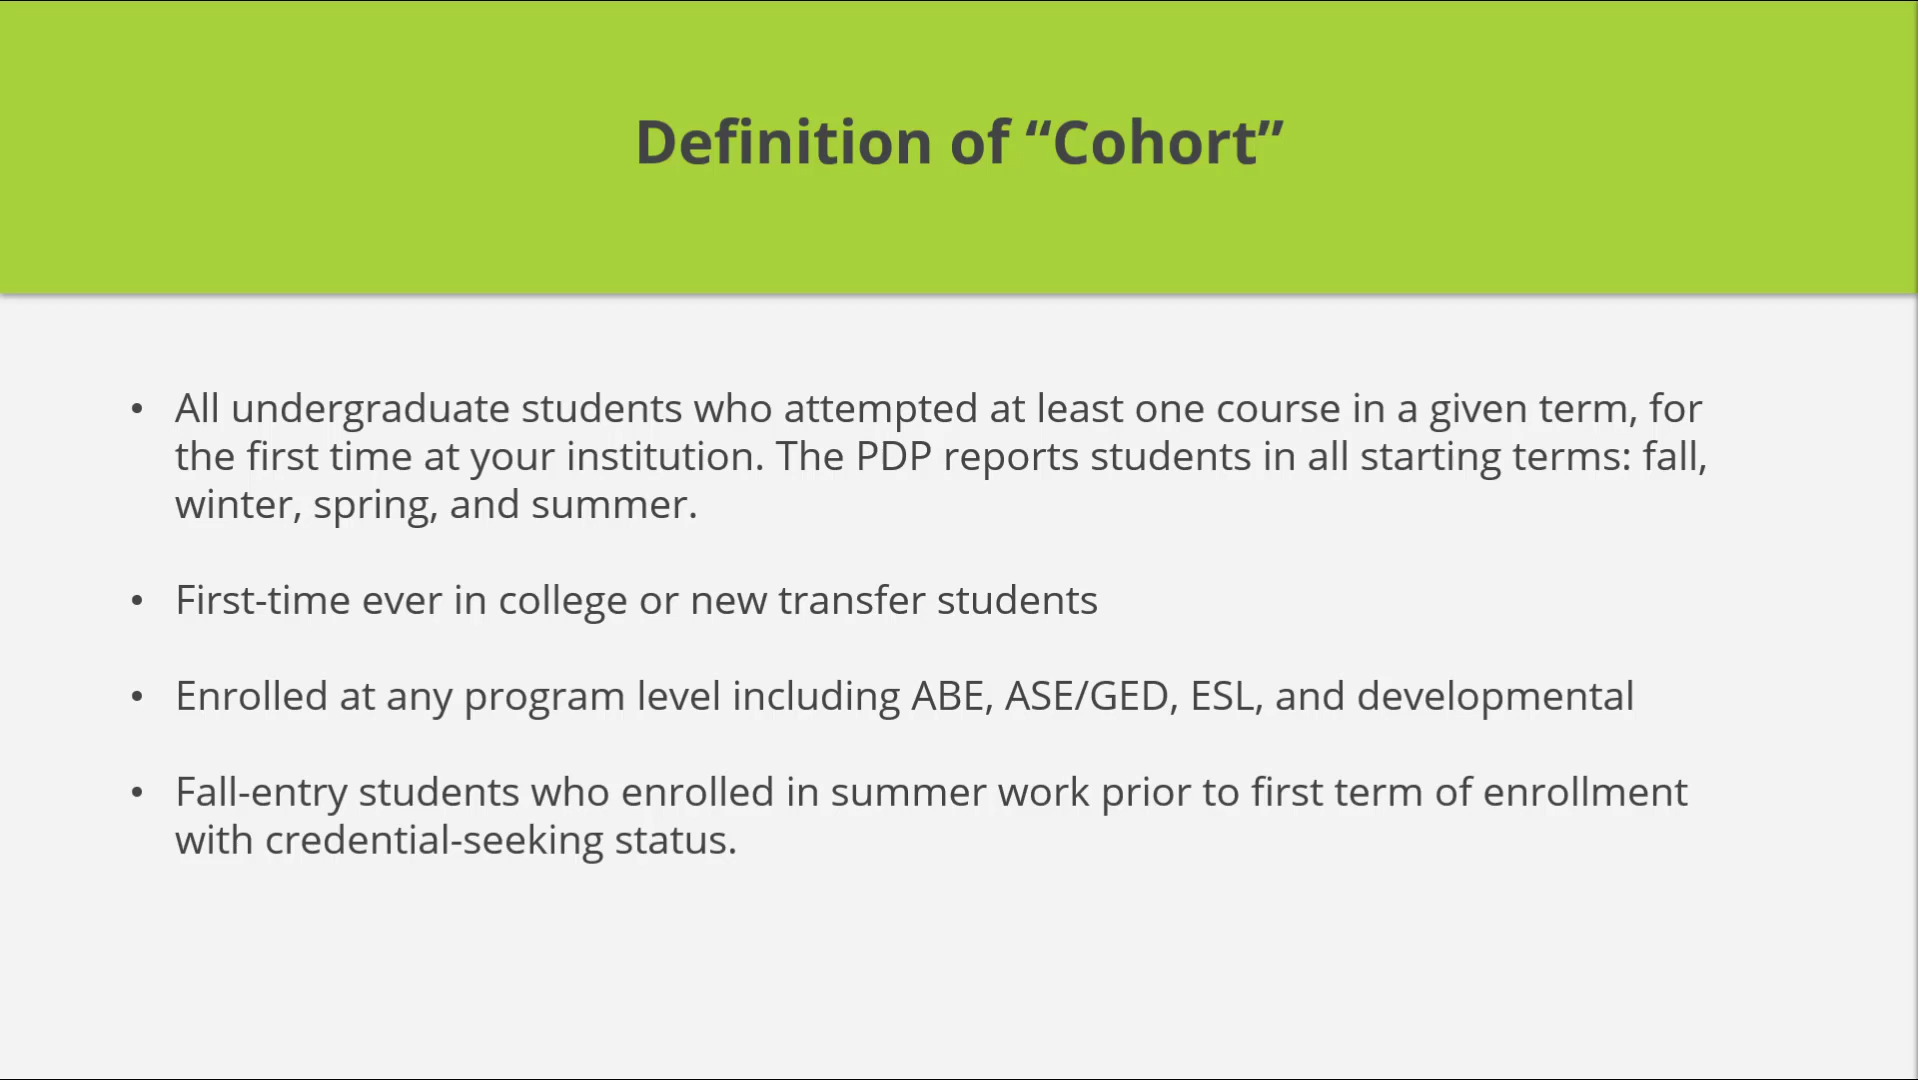 Definition of “Cohort”
• All undergraduate students who attempted at least one course in a given term, for
the first time at your institution. The PDP reports students in all starting terms: fall,
winter, spring, and summer.
• First-time ever in college or new transfer students
• Enrolled at any program level including ABE, ASE/GED, ESL, and developmental
• Fall-entry students who enrolled in summer work prior to first term of enrollment
with credential-seeking status.